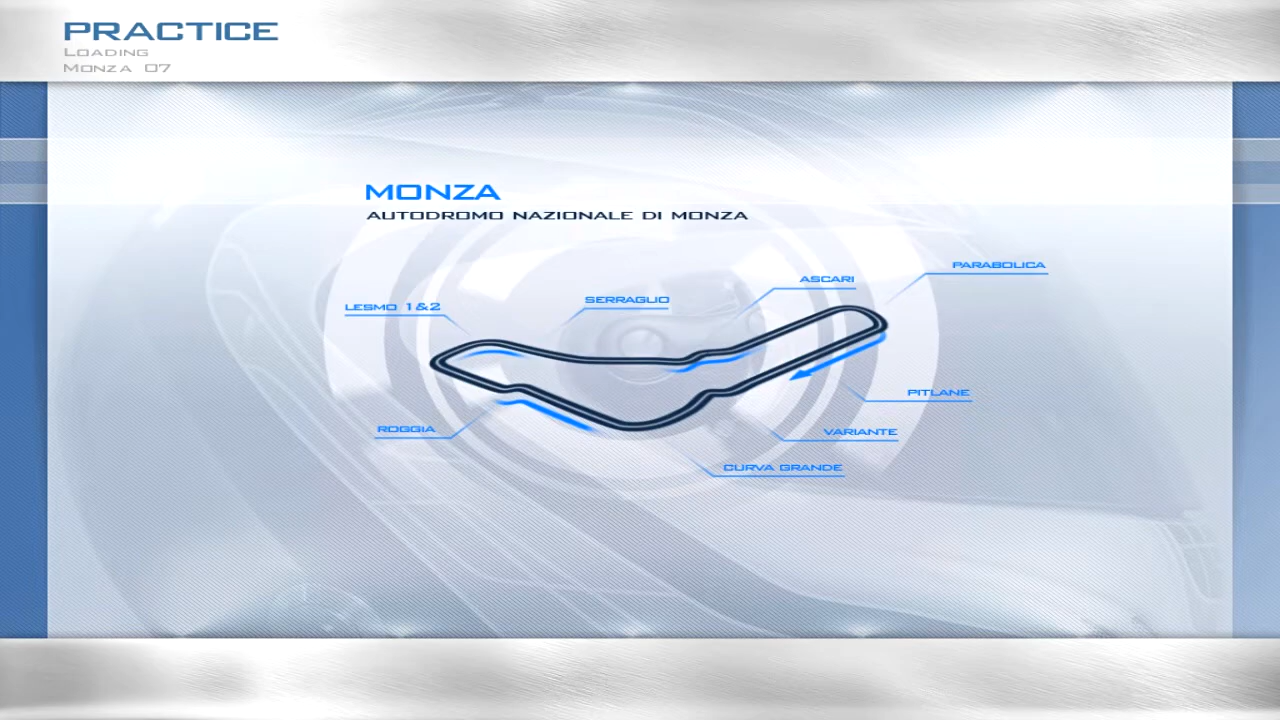 PRACTICE
LOADING
MONZA 07
MONZA
AUTODROMO NAZIONALE DI MONZA
PARABOLICA
ASCARI
SERRAGLIO
LESMO 1&2
PITLANE
ROGGIA
VARIANTE
CURVA GRANDE